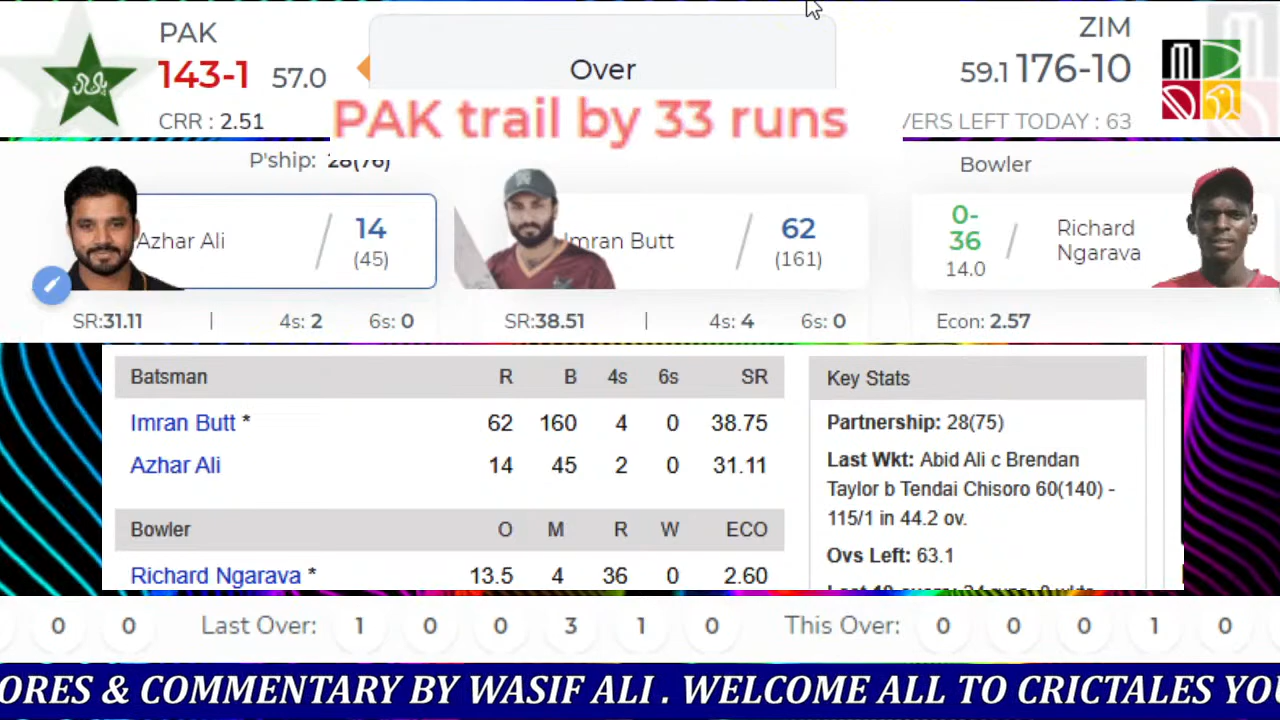 PAK
143-1 57.0
CRR : 2.51
Over
PAK trail by 33 runs
ZIM
59.1 176-10
VERS LEFT TODAY : 63
P'ship: 28(76)
Azhar Ali
14
(45)
SR:31.11 | 4s: 2 6s: 0
Imran Butt
62
(161)
SR:38.51 | 4s: 4 6s: 0
Bowler
0-
36
14.0
Richard
Ngarava
Econ: 2.57
Batsman R B 4s 6s SR
Imran Butt * 62 160 4 0 38.75
Azhar Ali 14 45 2 0 31.11
Bowler O M R W ECO
Richard Ngarava * 13.5 4 36 0 2.60
Key Stats
Partnership: 28(75)
Last Wkt: Abid Ali c Brendan
Taylor b Tendai Chisoro 60(140) -
115/1 in 44.2 ov.
Ovs Left: 63.1
0 0 Last Over: 1 0 0 3 1 0 This Over: 0 0 0 1 0
ORES & COMMENTARY BY WASIF ALI . WELCOME ALL TO CRICTALES YOU